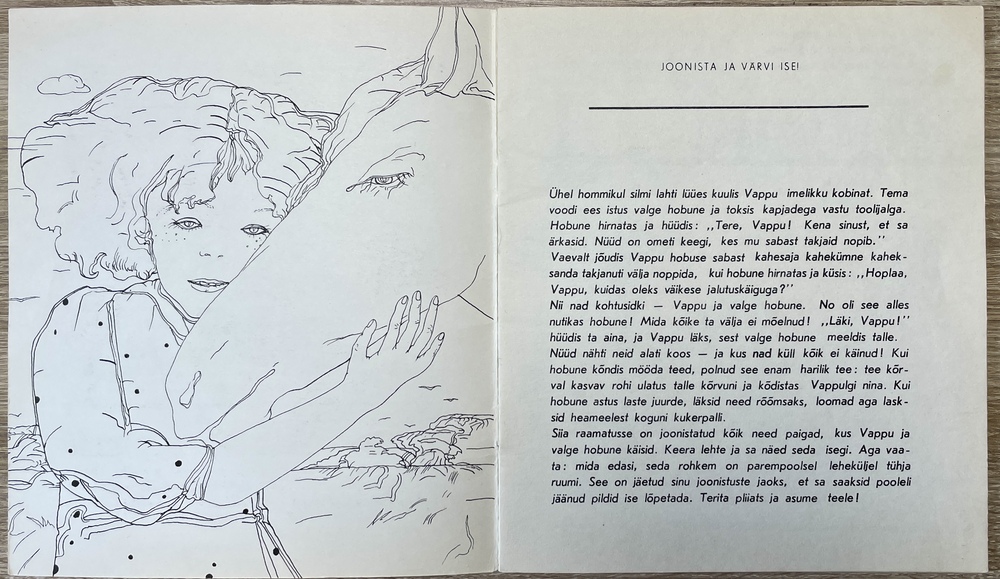 JOONISTA JA VÄRVI ISE!
Ühel hommikul silmi lahti lüües kuulis Vappu imelikku kobinat. Tema
voodi ees istus valge hobune ja toksis kapjadega vastu toolijalga.
Hobune hirnatas ja hüüdis: ,,Tere, Vappu! Kena sinust, et sa
ärkasid. Nüüd on ometi keegi, kes mu sabast takjaid nopib.''
Vaevalt jõudis Vappu hobuse sabast kahesaja kahekümne kahek-
sanda takjanuti välja noppida, kui hobune hirnatas ja küsis: ,,Hoplaa,
Vappu, kuidas oleks väikese jalutuskäiguga?''
Nii nad kohtusidki — Vappu ja valge hobune. No oli see alles
nutikas hobune! Mida kõike ta välja ei mõelnud! ,,Läki, Vappu!''
hüüdis ta aina, ja Vappu läks, sest valge hobune meeldis talle.
Nüüd nähti neid alati koos — ja kus nad küll kõik ei käinud! Kui
hobune kõndis mööda teed, polnud see enam harilik tee: tee kõr-
val kasvav rohi ulatus talle kõrvuni ja kõdistas Vappulgi nina. Kui
hobune astus laste juurde, läksid need rõõmsaks, loomad aga lask-
sid heameelest koguni kukerpalli.
Siia raamatusse on joonistatud kõik need paigad, kus Vappu ja
valge hobune käisid. Keera lehte ja sa näed seda isegi. Aga vaa-
ta: mida edasi, seda rohkem on parempoolsel leheküljel tühja
ruumi. See on jäetud sinu joonistuste jaoks, et sa saaksid pooleli
jäänud pildid ise lõpetada. Terita pliiats ja asume teele!